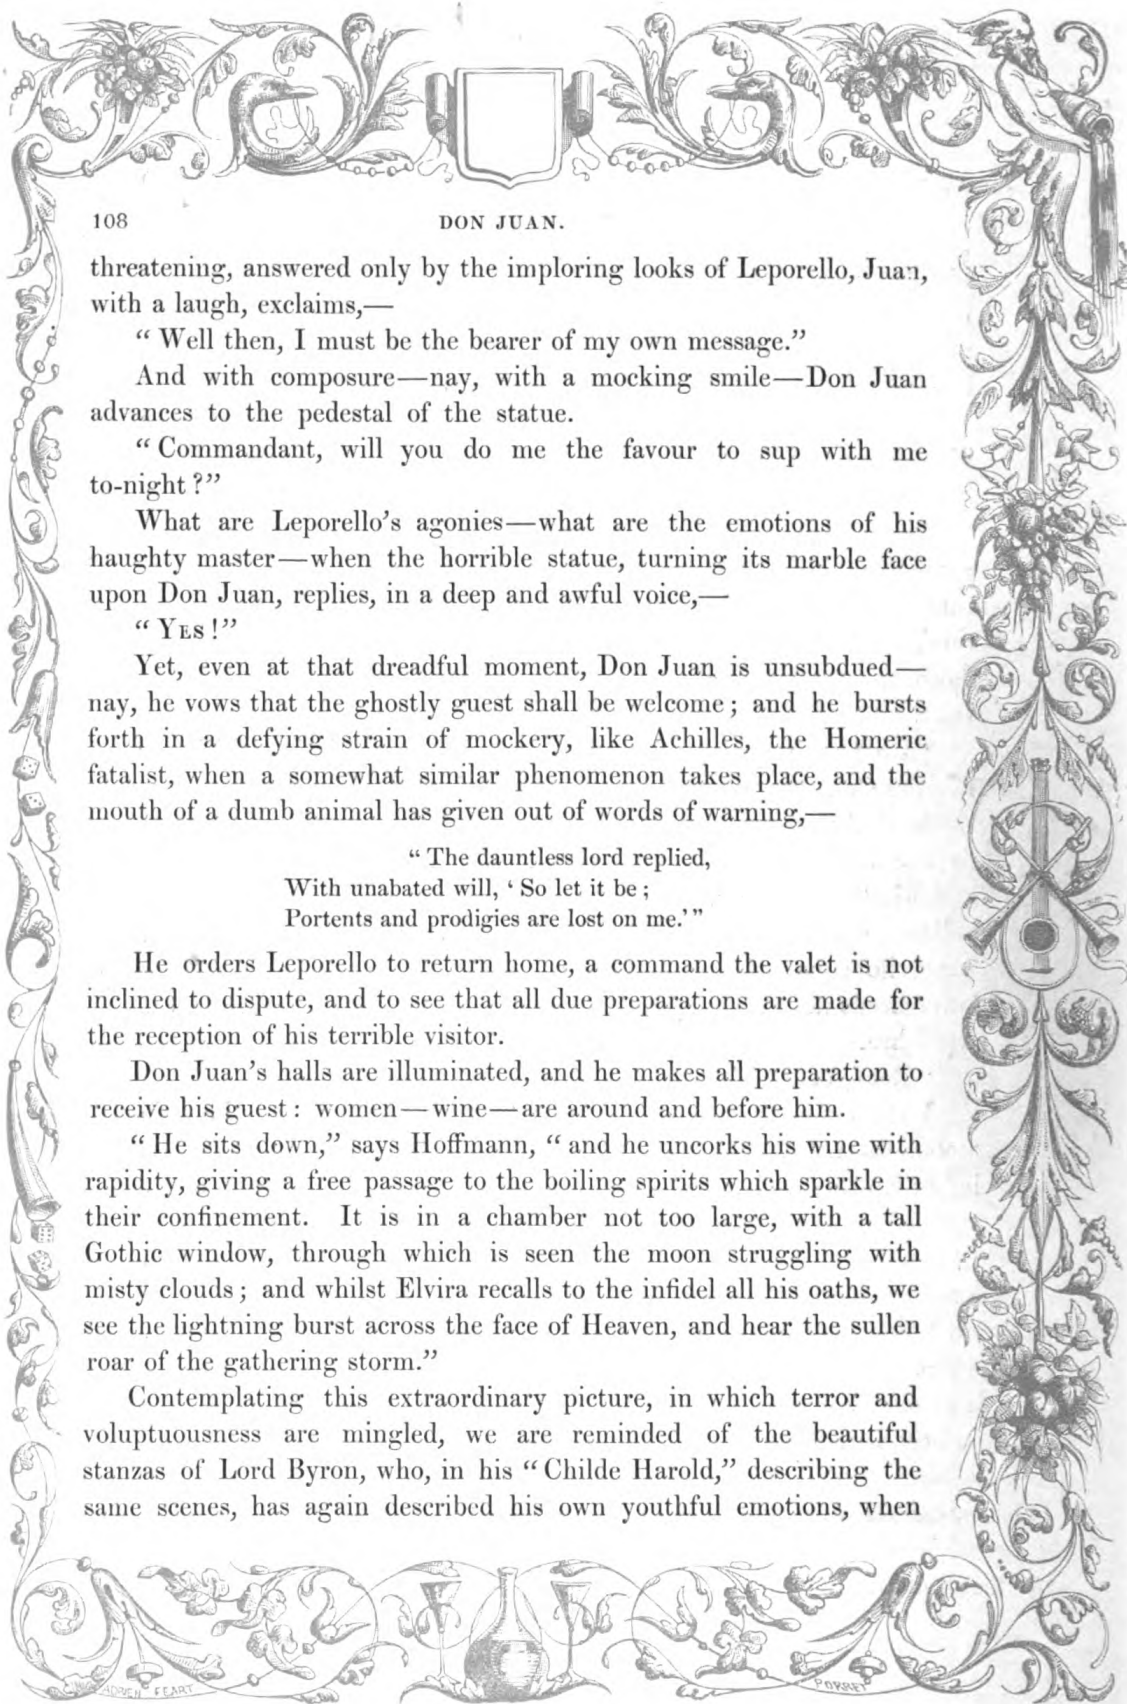 108 DON JUAN.
threatening, answered only by the imploring looks of Leporello, Juan,
with a laugh, exclaims,—
“ Well then, I must be the bearer of my own message.”
And with composure—nay, with a mocking smile—Don Juan
advances to the pedestal of the statue.
“ Commandant, will you do me the favour to sup with me
to-night ?”
What are Leporello’s agonies—what are the emotions of his
haughty master—when the horrible statue, turning its marble face
upon Don Juan, replies, in a deep and awful voice,—
“ YES !”
Yet, even at that dreadful moment, Don Juan is unsubdued—
nay, he vows that the ghostly guest shall be welcome ; and he bursts
forth in a defying strain of mockery, like Achilles, the Homeric
fatalist, when a somewhat similar phenomenon takes place, and the
mouth of a dumb animal has given out of words of warning,—
“ The dauntless lord replied,
With unabated will, ‘ So let it be ;
Portents and prodigies are lost on me.’ ”
He orders Leporello to return home, a command the valet is not
inclined to dispute, and to see that all due preparations are made for
the reception of his terrible visitor.
Don Juan’s halls are illuminated, and he makes all preparation to
receive his guest : women—wine—are around and before him.
“ He sits down,” says Hoffmann, “ and he uncorks his wine with
rapidity, giving a free passage to the boiling spirits which sparkle in
their confinement. It is in a chamber not too large, with a tall
Gothic window, through which is seen the moon struggling with
misty clouds ; and whilst Elvira recalls to the infidel all his oaths, we
see the lightning burst across the face of Heaven, and hear the sullen
roar of the gathering storm.”
Contemplating this extraordinary picture, in which terror and
voluptuousness are mingled, we are reminded of the beautiful
stanzas of Lord Byron, who, in his “ Childe Harold,” describing the
same scenes, has again described his own youthful emotions, when
FEART
PORRET